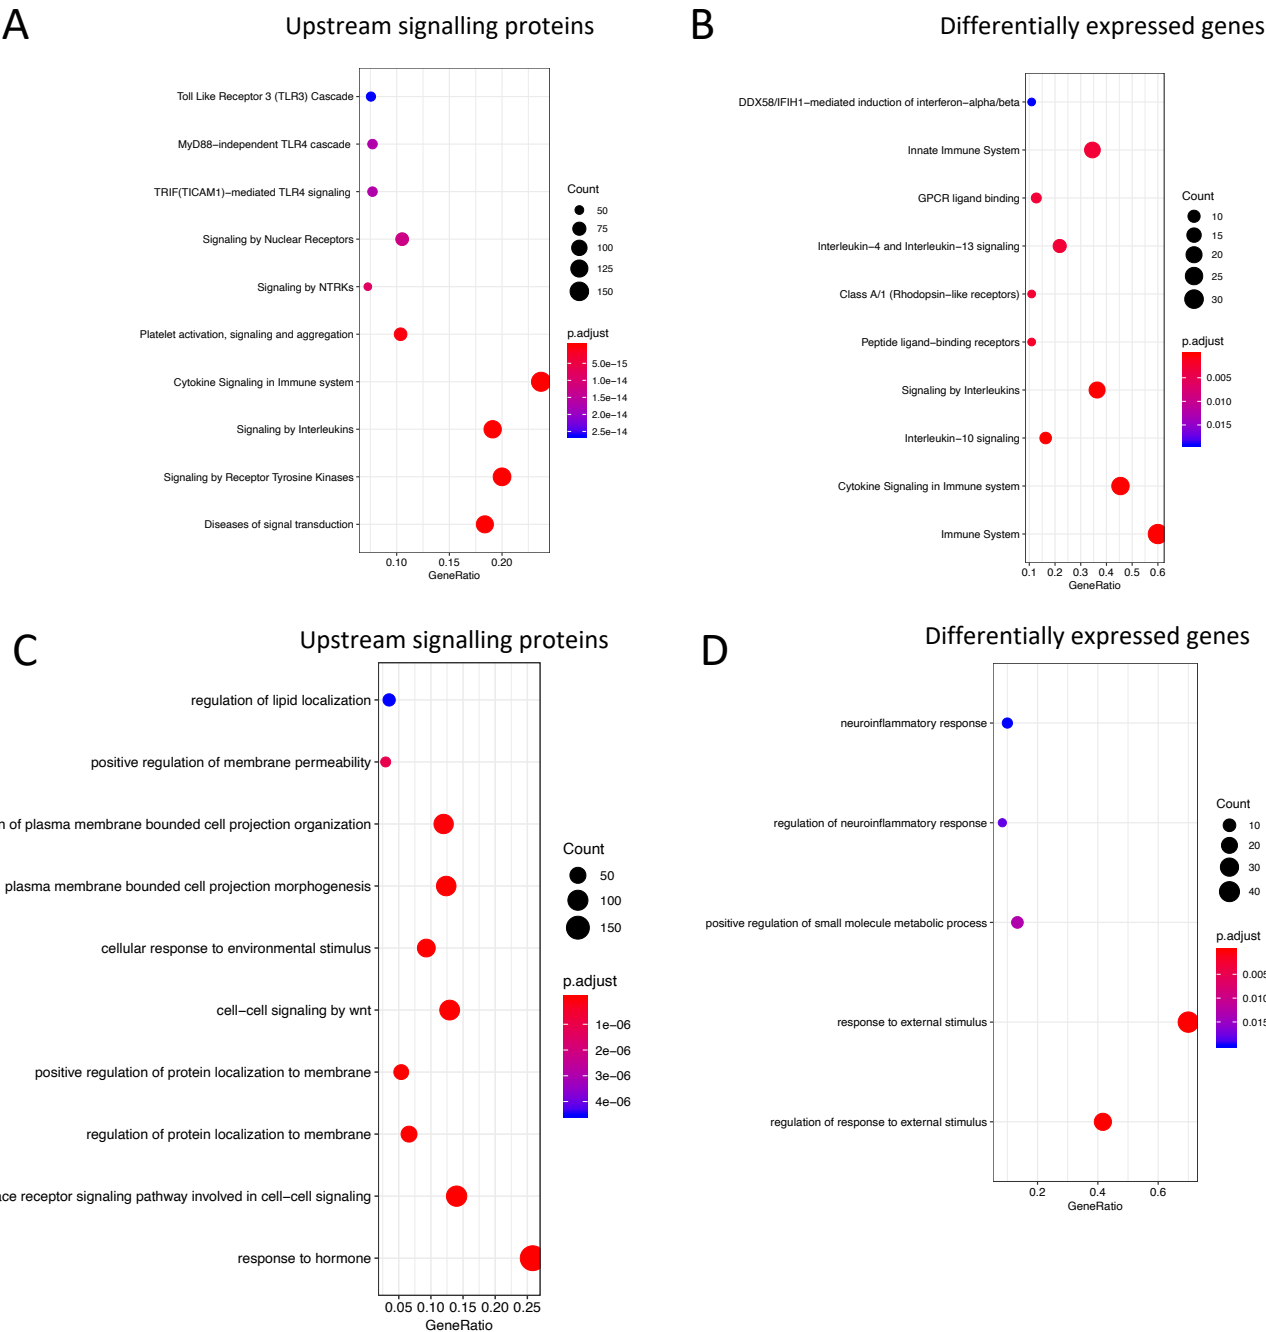 A
Upstream signalling proteins
Toll Like Receptor 3 (TLR3) Cascade
MyD88−independent TLR4 cascade
TRIF(TICAM1)−mediated TLR4 signaling
Signaling by Nuclear Receptors
Signaling by NTRKs
Platelet activation, signaling and aggregation
Cytokine Signaling in Immune system
Signaling by Interleukins
Signaling by Receptor Tyrosine Kinases
Diseases of signal transduction
0.10 0.15 0.20
GeneRatio
Count
50
75
100
125
150
p.adjust
5.0e−15
1.0e−14
1.5e−14
2.0e−14
2.5e−14
B
Differentially expressed genes
DDX58/IFIH1−mediated induction of interferon−alpha/beta
Innate Immune System
GPCR ligand binding
Interleukin−4 and Interleukin−13 signaling
Class A/1 (Rhodopsin−like receptors)
Peptide ligand−binding receptors
Signaling by Interleukins
Interleukin−10 signaling
Cytokine Signaling in Immune system
Immune System
0.1 0.2 0.3 0.4 0.5 0.6
GeneRatio
Count
10
15
20
25
30
p.adjust
0.005
0.010
0.015
C
Upstream signalling proteins
regulation of lipid localization
positive regulation of membrane permeability
n of plasma membrane bounded cell projection organization
plasma membrane bounded cell projection morphogenesis
cellular response to environmental stimulus
cell−cell signaling by wnt
positive regulation of protein localization to membrane
regulation of protein localization to membrane
ace receptor signaling pathway involved in cell−cell signaling
response to hormone
0.05 0.10 0.15 0.20 0.25
GeneRatio
Count
50
100
150
p.adjust
1e−06
2e−06
3e−06
4e−06
D
Differentially expressed genes
neuroinflammatory response
regulation of neuroinflammatory response
positive regulation of small molecule metabolic process
response to external stimulus
regulation of response to external stimulus
0.2 0.4 0.6
GeneRatio
Count
10
20
30
40
p.adjust
0.005
0.010
0.015